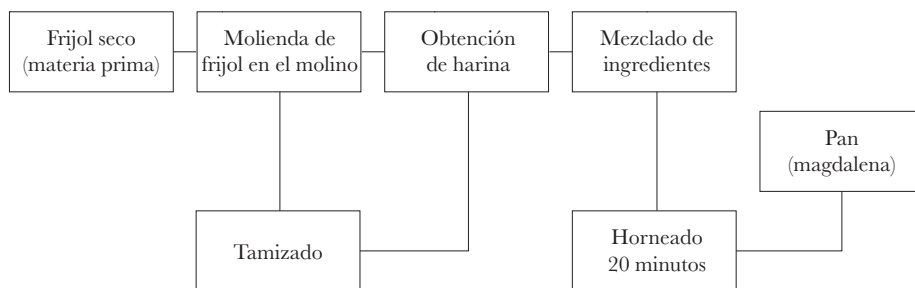 Frijol seco
(materia prima)
Molienda de
frijol en el molino
Obtención
de harina
Mezclado de
ingredientes
Pan
(magdalena)
Tamizado
Horneado
20 minutos